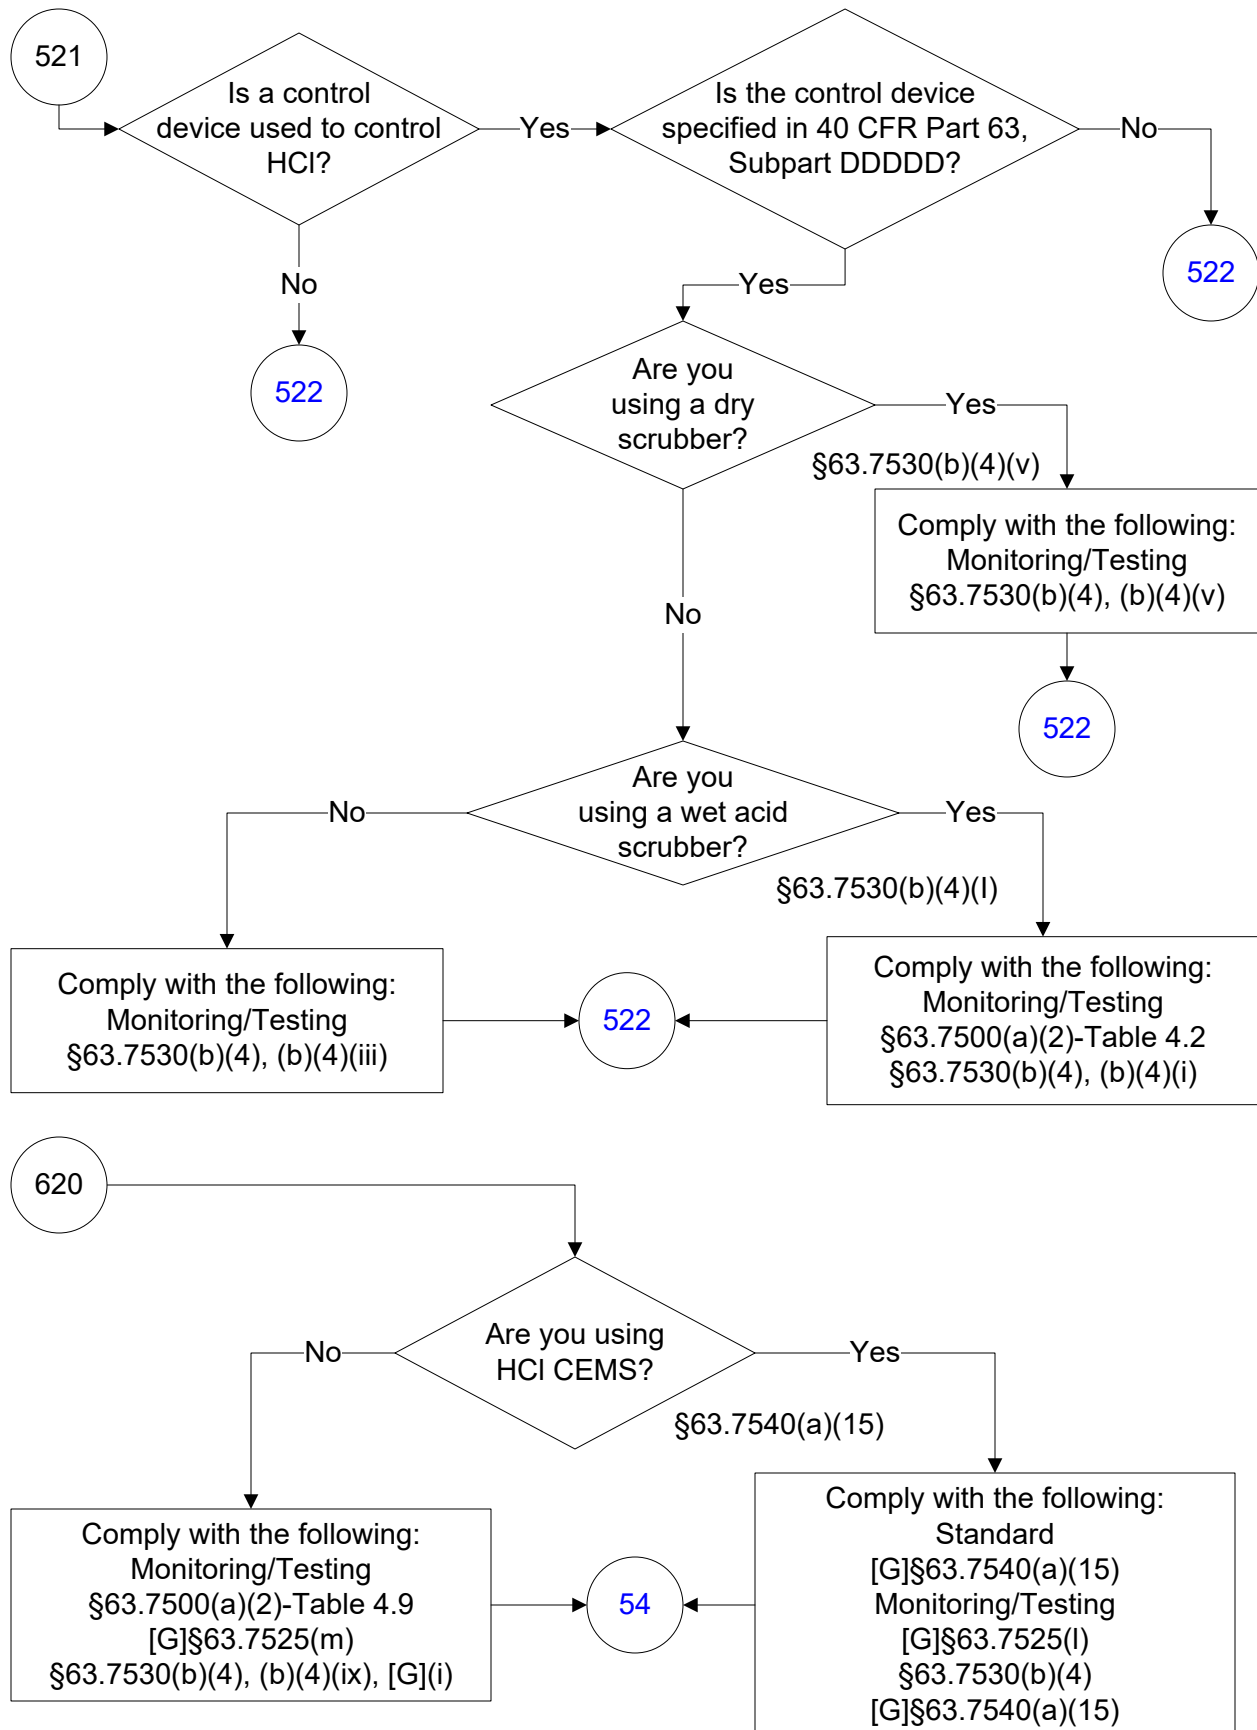 521
Is a control
device used to control
HCl?
Yes
Is the control device
specified in 40 CFR Part 63,
Subpart DDDDD?
No
522
No
522
Yes
Are you
using a dry
scrubber?
Yes
§63.7530(b)(4)(v)
Comply with the following:
Monitoring/Testing
§63.7530(b)(4), (b)(4)(v)
522
No
Are you
using a wet acid
scrubber?
No
Yes
§63.7530(b)(4)(I)
Comply with the following:
Monitoring/Testing
§63.7530(b)(4), (b)(4)(iii)
522
Comply with the following:
Monitoring/Testing
§63.7500(a)(2)-Table 4.2
§63.7530(b)(4), (b)(4)(i)
620
Are you using
HCl CEMS?
No
Yes
§63.7540(a)(15)
Comply with the following:
Monitoring/Testing
§63.7500(a)(2)-Table 4.9
[G]§63.7525(m)
§63.7530(b)(4), (b)(4)(ix), [G](i)
54
Comply with the following:
Standard
[G]§63.7540(a)(15)
Monitoring/Testing
[G]§63.7525(l)
§63.7530(b)(4)
[G]§63.7540(a)(15)